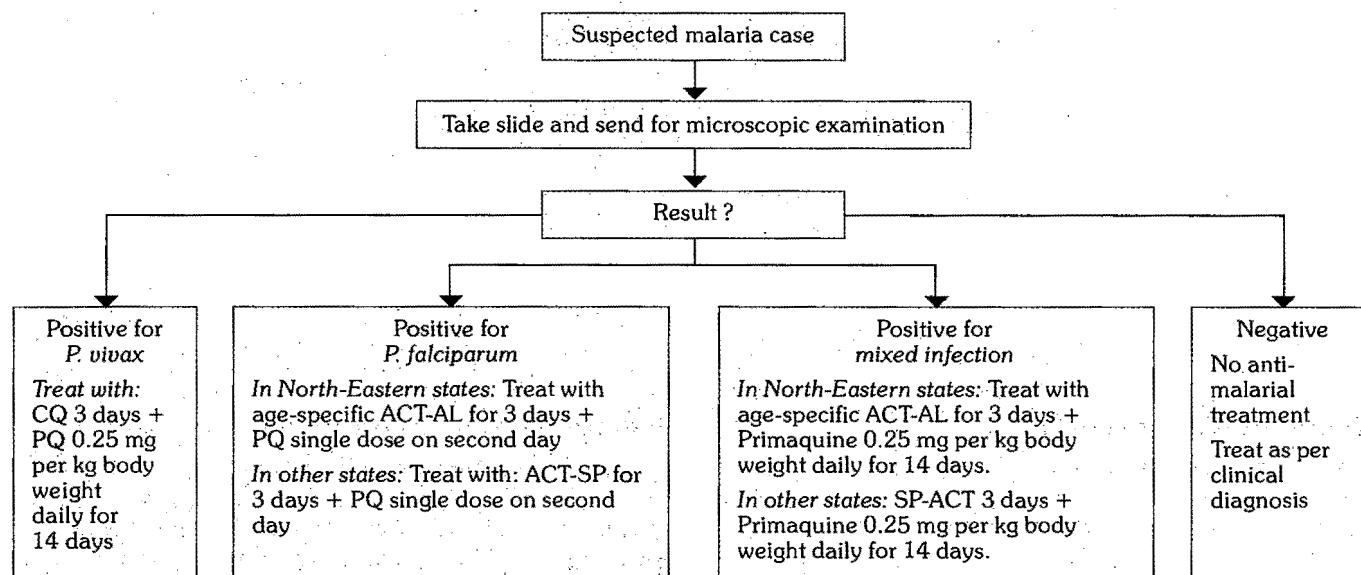 Suspected malaria case
Take slide and send for microscopic examination
Result ?
Positive for
P. vivax
Treat with:
CQ 3 days +
PQ 0.25 mg
per kg body
weight
daily for
14 days
Positive for
P. falciparum
In North-Eastern states: Treat with
age-specific ACT-AL for 3 days +
PQ single dose on second day
In other states: Treat with: ACT-SP for
3 days + PQ single dose on second
day
Positive for
mixed infection
In North-Eastern states: Treat with
age-specific ACT-AL for 3 days +
Primaquine 0.25 mg per kg body
weight daily for 14 days.
In other states: SP-ACT 3 days +
Primaquine 0.25 mg per kg body
weight daily for 14 days.
Negative
No anti-
malarial
treatment
Treat as per
clinical
diagnosis